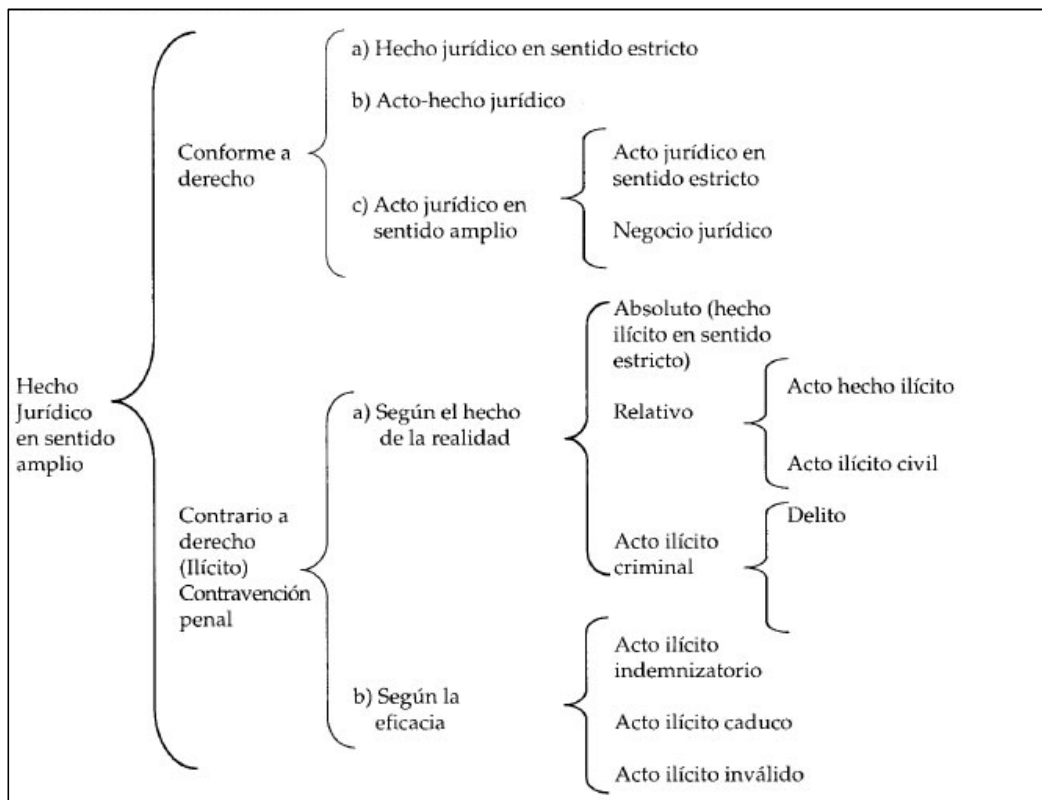 Hecho
Jurídico
en sentido
amplio
Conforme a
derecho
a) Hecho jurídico en sentido estricto
b) Acto-hecho jurídico
c) Acto jurídico en
sentido amplio
Acto jurídico en
sentido estricto
Negocio jurídico
Contrario a
derecho
(Ilícito)
Contravención
penal
a) Según el hecho
de la realidad
Absoluto (hecho
ilícito en sentido
estricto)
Relativo
Acto hecho ilícito
Acto ilícito civil
Acto ilícito
criminal
Delito
b) Según la
eficacia
Acto ilícito
indemnizatorio
Acto ilícito caduco
Acto ilícito inválido